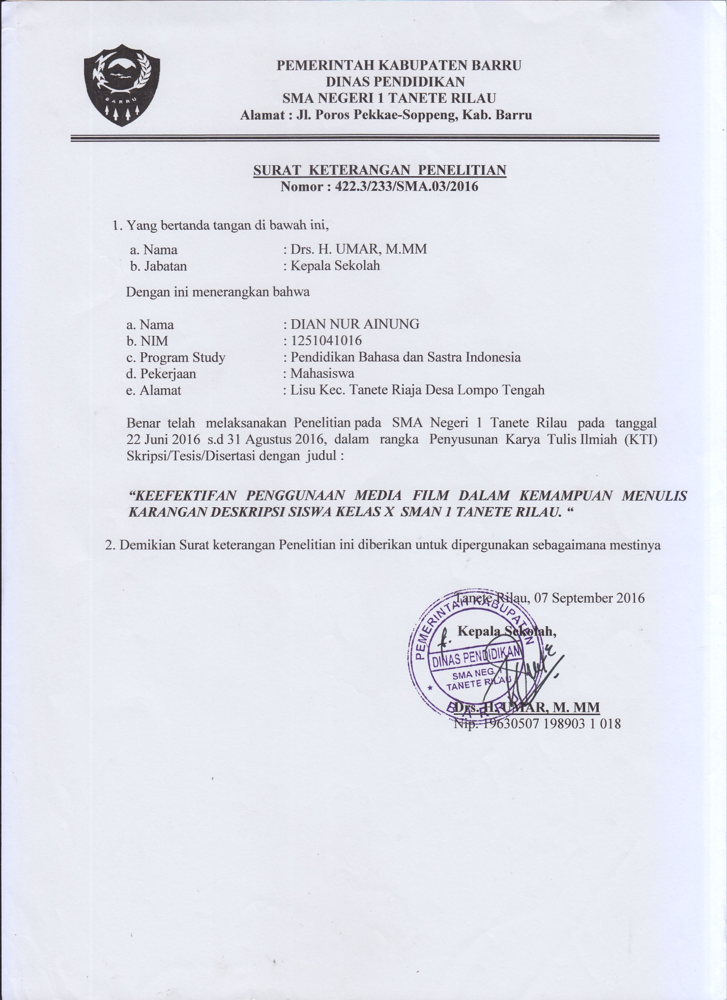 BARRU
PEMERINTAH KABUPATEN BARRU
DINAS PENDIDIKAN
SMA NEGERI 1 TANETE RILAU
Alamat : Jl. Poros Pekkae-Soppeng, Kab. Barru
SURAT KETERANGAN PENELITIAN
Nomor : 422.3/233/SMA.03/2016
1. Yang bertanda tangan di bawah ini,
a. Nama : Drs. H. UMAR, M.MM
b. Jabatan : Kepala Sekolah
Dengan ini menerangkan bahwa
a. Nama : DIAN NUR AINUNG
b. NIM : 1251041016
c. Program Study : Pendidikan Bahasa dan Sastra Indonesia
d. Pekerjaan : Mahasiswa
e. Alamat : Lisu Kec. Tanete Riaja Desa Lompo Tengah
Benar telah melaksanakan Penelitian pada SMA Negeri 1 Tanete Rilau pada tanggal
22 Juni 2016 s.d 31 Agustus 2016, dalam rangka Penyusunan Karya Tulis Ilmiah (KTI)
Skripsi/Tesis/Disertasi dengan judul :
“KEEFEKTIFAN PENGGUNAAN MEDIA FILM DALAM KEMAMPUAN MENULIS
KARANGAN DESKRIPSI SISWA KELAS X SMAN 1 TANETE RILAU. “
2. Demikian Surat keterangan Penelitian ini diberikan untuk dipergunakan sebagaimana mestinya
Tanete Rilau, 07 September 2016
Kepala Sekolah,
PEMERINTAH KABUPATEN
DINAS PENDIDIKAN
SMA NEG. 1
TANETE RILAU
BARRU
Drs. H. UMAR, M. MM
Nip. 19630507 198903 1 018